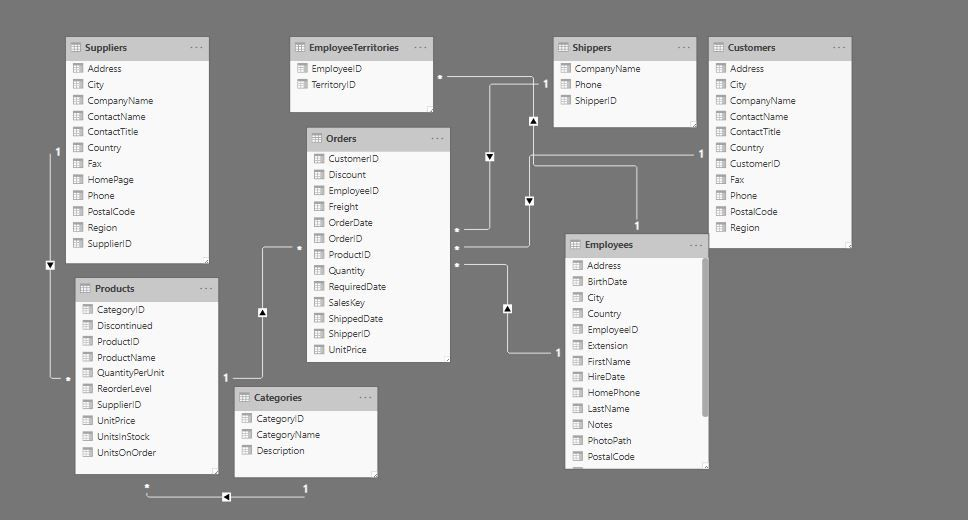 Suppliers
Address
City
CompanyName
ContactName
ContactTitle
Country
Fax
HomePage
Phone
PostalCode
Region
SupplierID
EmployeeTerritories
EmployeeID
TerritoryID
Shippers
CompanyName
Phone
ShipperID
Customers
Address
City
CompanyName
ContactName
ContactTitle
Country
CustomerID
Fax
Phone
PostalCode
Region
Orders
CustomerID
Discount
EmployeeID
Freight
OrderDate
OrderID
ProductID
Quantity
RequiredDate
SalesKey
ShippedDate
ShipperID
UnitPrice
Employees
Address
BirthDate
City
Country
EmployeeID
Extension
FirstName
HireDate
HomePhone
LastName
Notes
PhotoPath
PostalCode
Products
CategoryID
Discontinued
ProductID
ProductName
QuantityPerUnit
ReorderLevel
SupplierID
UnitPrice
UnitsInStock
UnitsOnOrder
Categories
CategoryID
CategoryName
Description
1
*
*
1
1
*
1
*
1
*
1
*
*
1